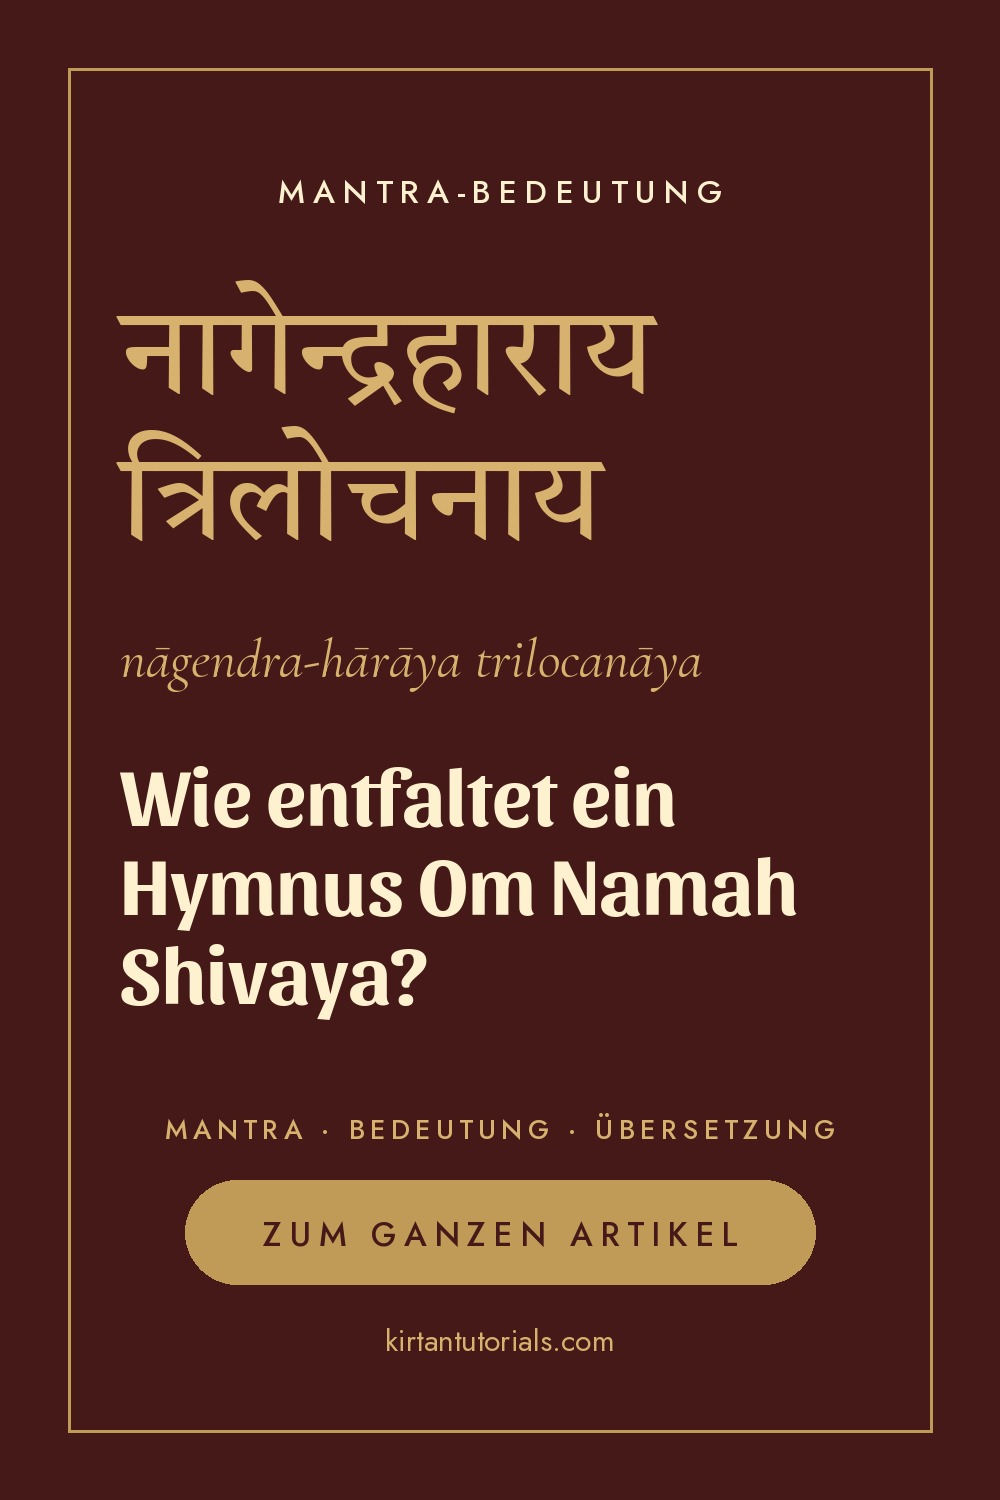 MANTRA-BEDEUTUNG
नागेन्द्रहाराय
त्रिलोचनाय
nāgendra-hārāya trilocanāya
Wie entfaltet ein
Hymnus Om Namah
Shivaya?
MANTRA · BEDEUTUNG · ÜBERSETZUNG
ZUM GANZEN ARTIKEL
kirtantutorials.com